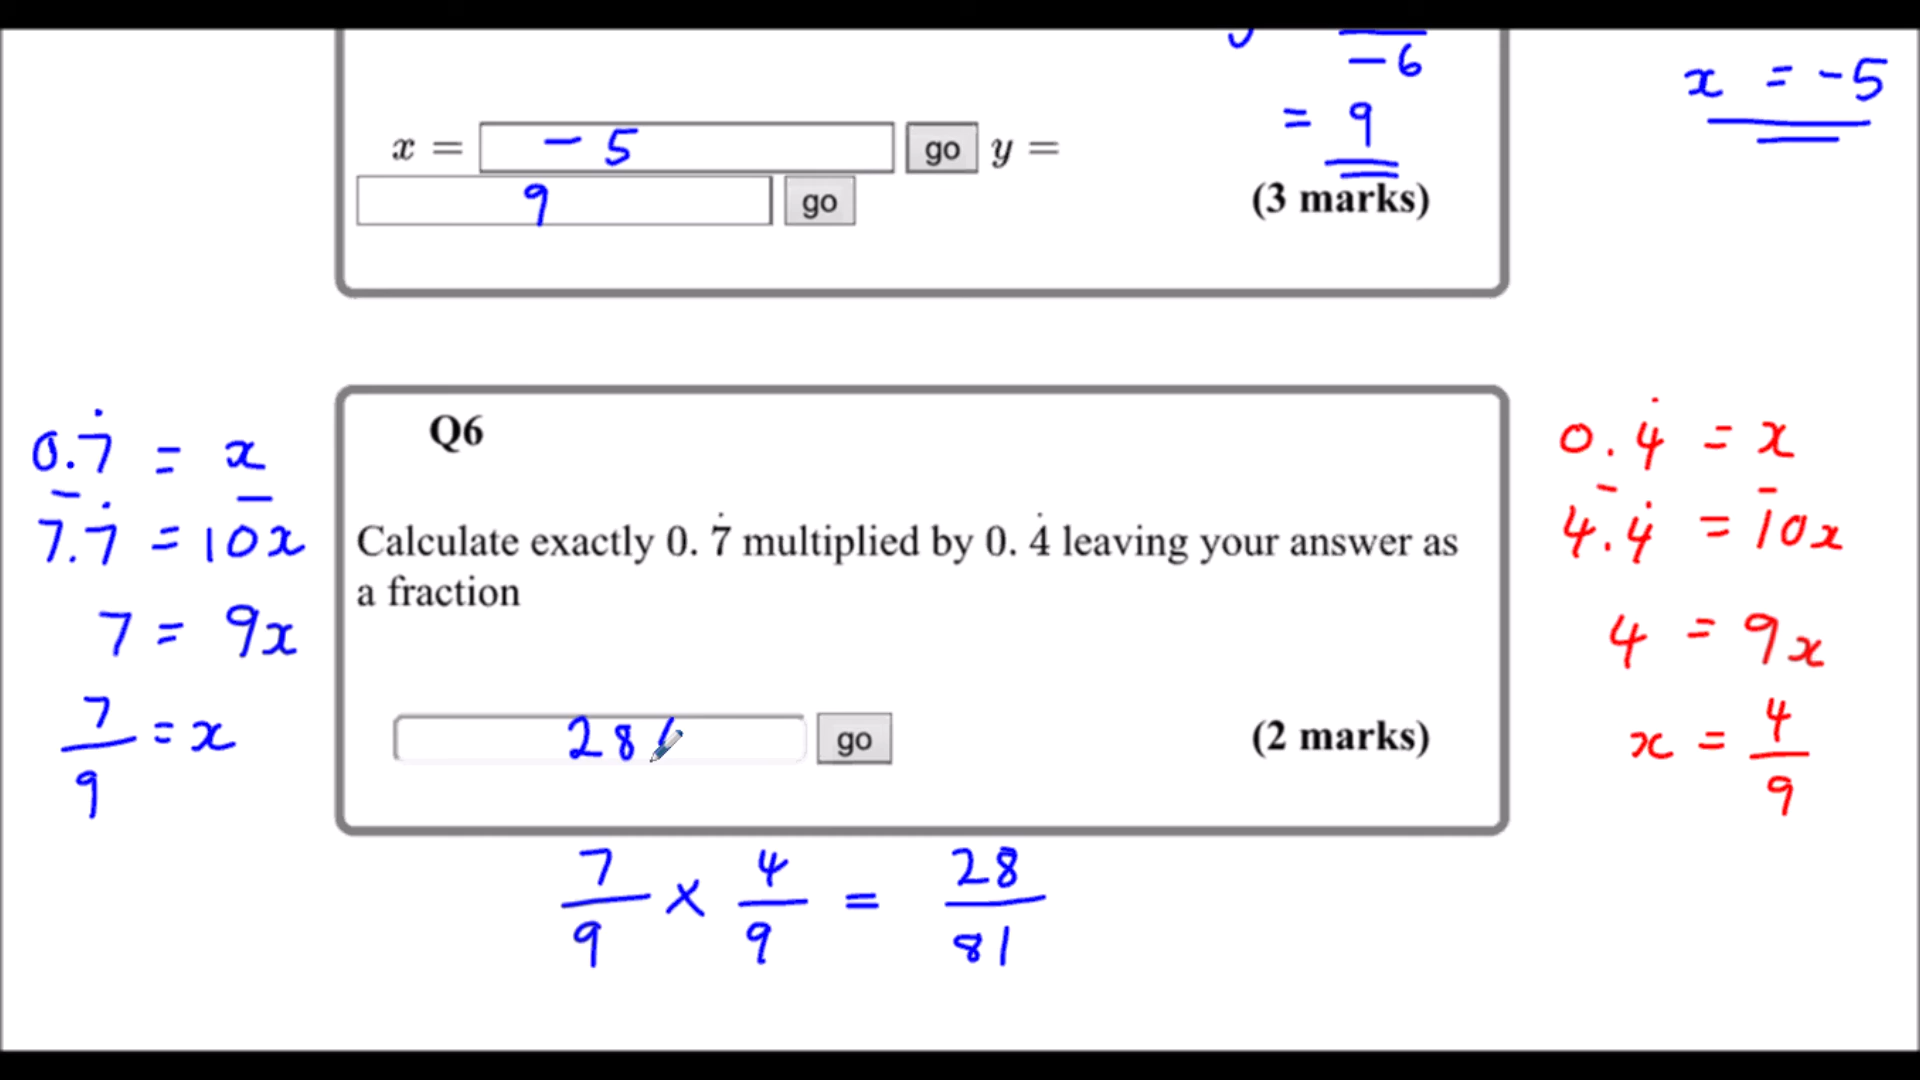 y
-6
x = -5
= 9
x = -5 go y =
9 go (3 marks)
Q6
0.7̇ = x
7.7̇ = 10x
7 = 9x
7/9 = x
Calculate exactly 0. 7̇ multiplied by 0. 4̇ leaving your answer as
a fraction
28/ go (2 marks)
0.4̇ = x
4.4̇ = 10x
4 = 9x
x = 4/9
7/9 × 4/9 = 28/81